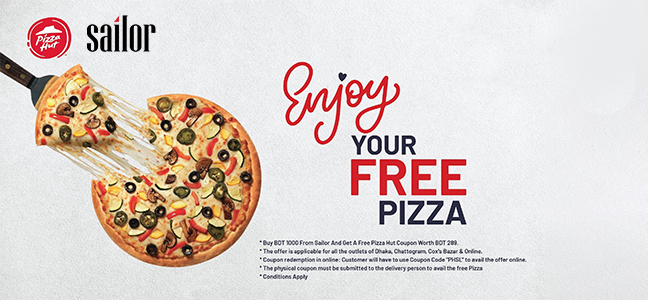 Pizza Hut
sailor
Enjoy
YOUR
FREE
PIZZA
* Buy BDT 1000 From Sailor And Get A Free Pizza Hut Coupon Worth BDT 289.
* The offer is applicable for all the outlets of Dhaka, Chattogram, Cox's Bazar & Online.
* Coupon redemption in online: Customer will have to use Coupon Code "PHSL" to avail the offer online.
* The physical coupon must be submitted to the delivery person to avail the free Pizza
* Conditions Apply